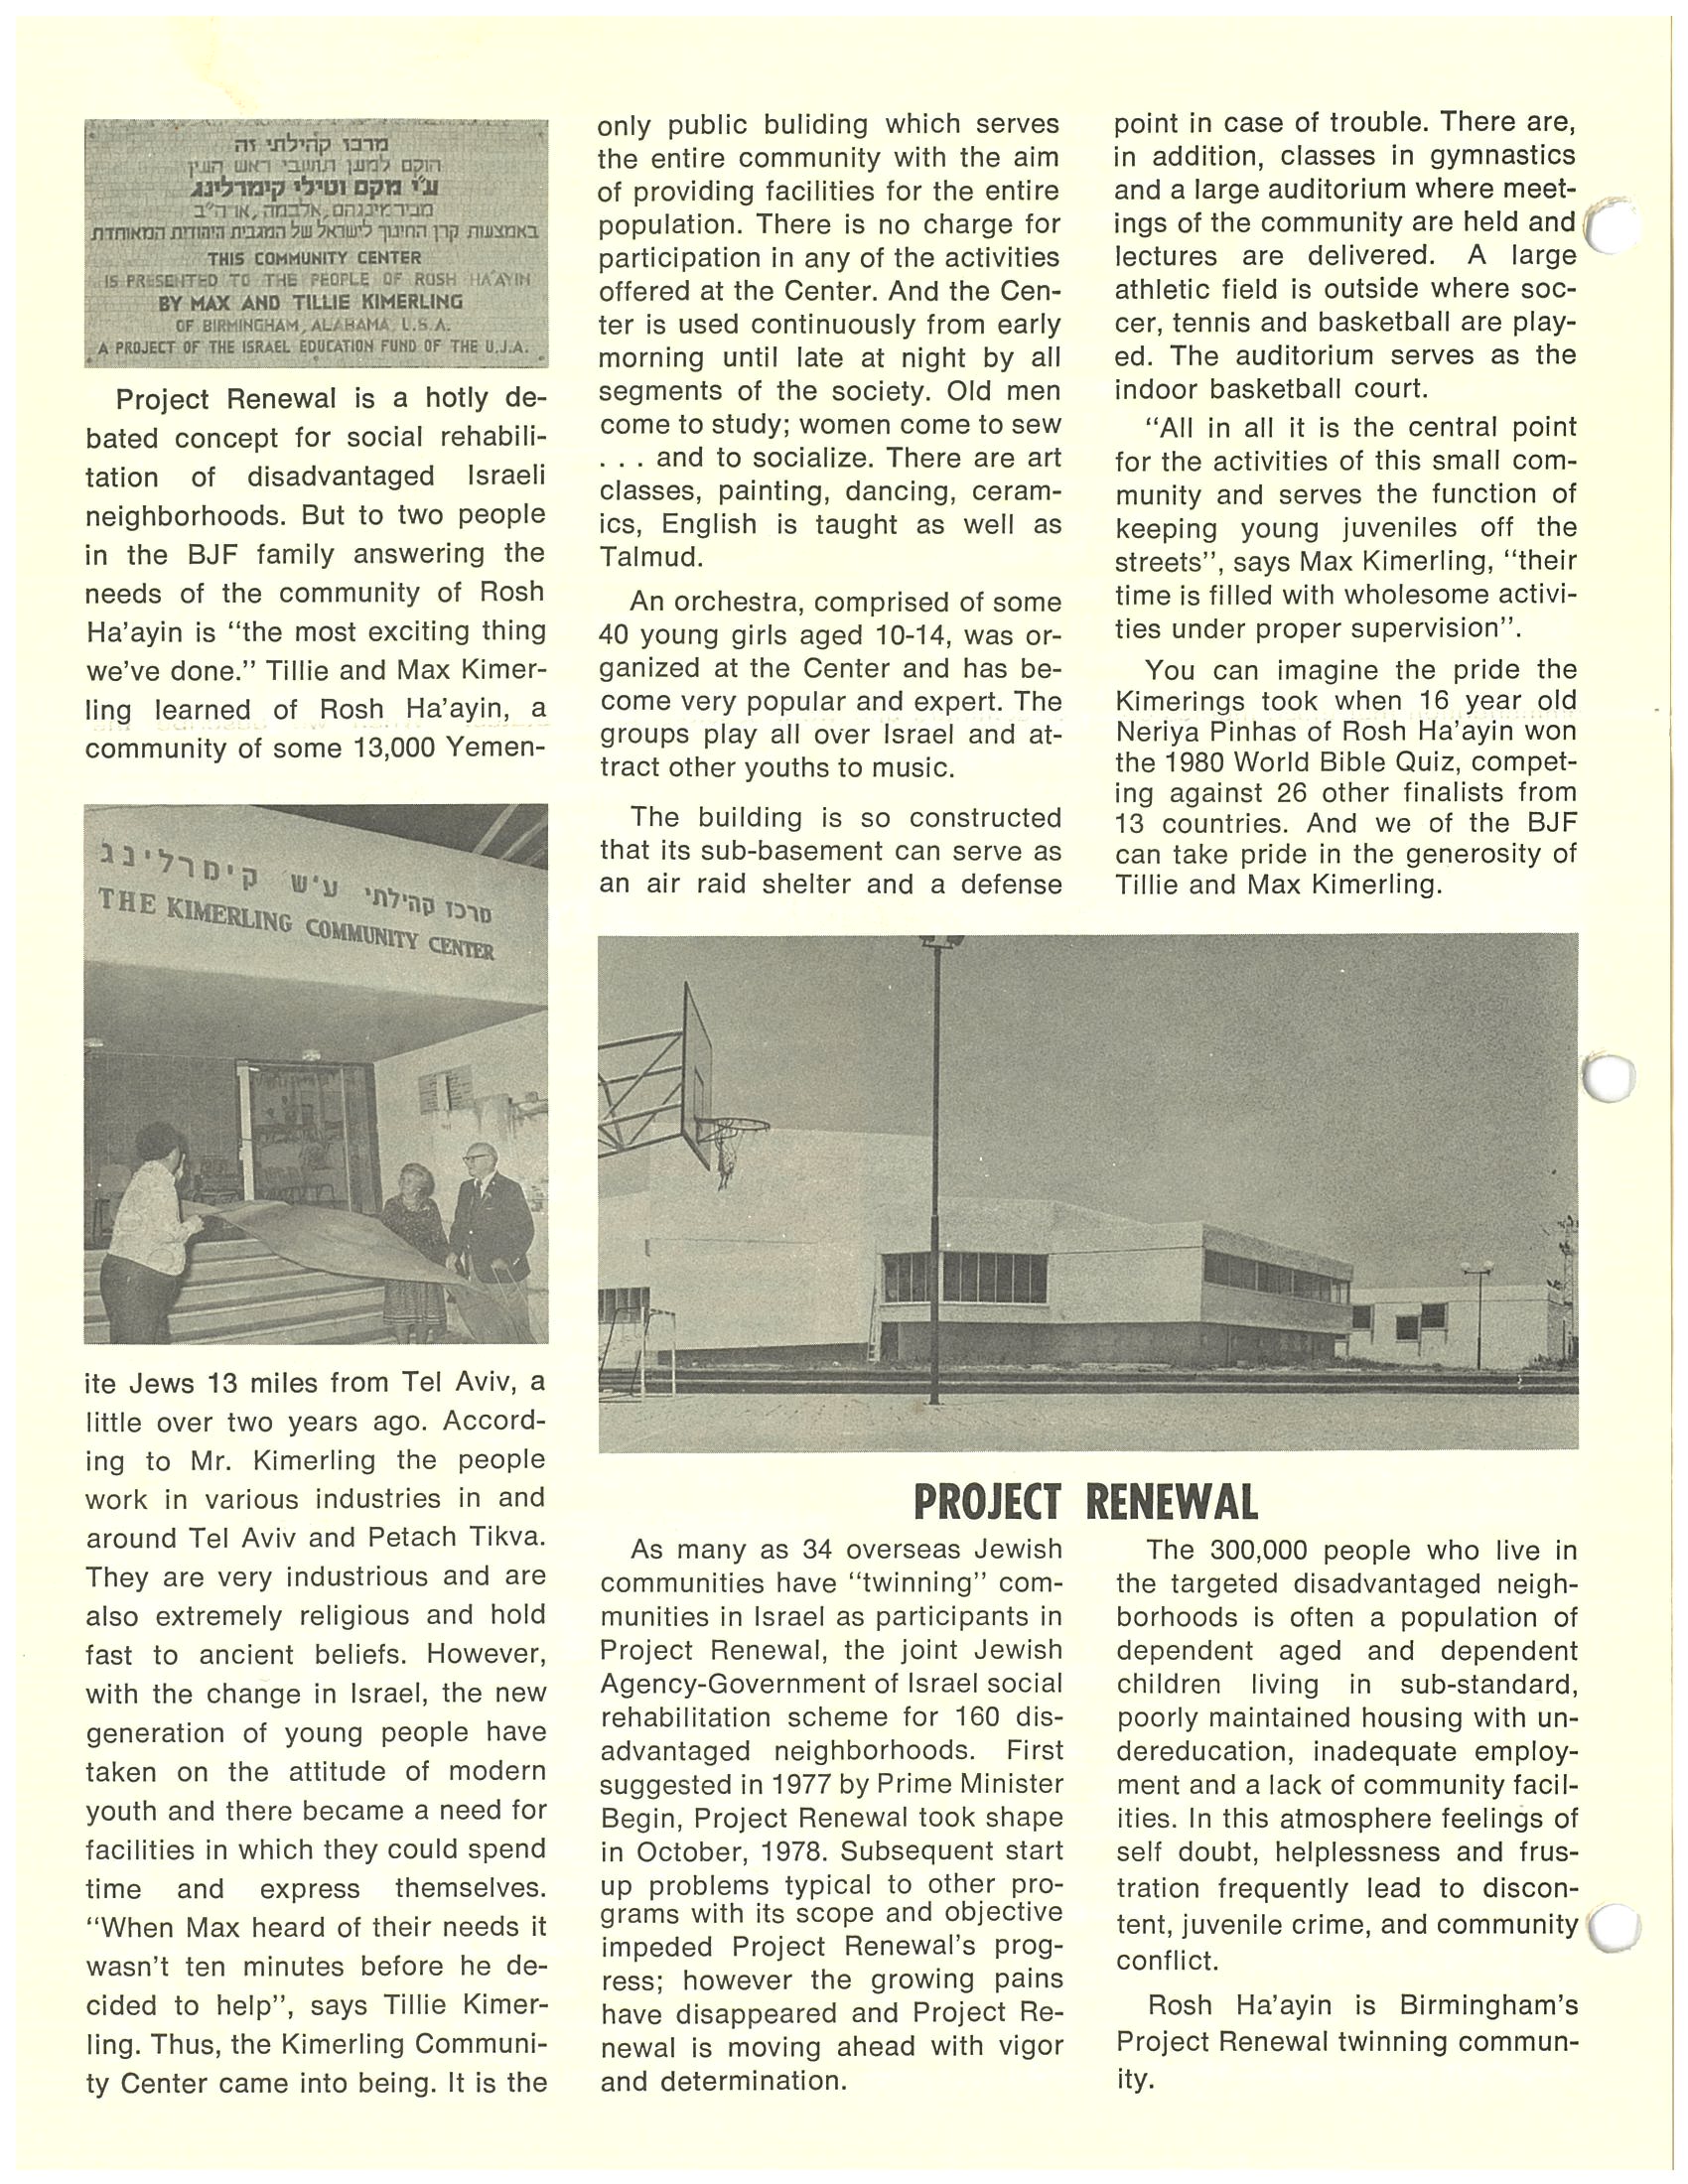 מרכז קהילתי זה
הוקם למען תושבי ראש העין
ע"י מקס וטילי קימרלינג
מבירמינגהם, אלבמה, ארה"ב
באמצעות קרן החינוך לישראל של המגבית היהודית המאוחדת
THIS COMMUNITY CENTER
IS PRESENTED TO THE PEOPLE OF ROSH HA'AYIN
BY MAX AND TILLIE KIMERLING
OF BIRMINGHAM, ALABAMA, U.S.A.
A PROJECT OF THE ISRAEL EDUCATION FUND OF THE U.J.A.
Project Renewal is a hotly de-
bated concept for social rehabili-
tation of disadvantaged Israeli
neighborhoods. But to two people
in the BJF family answering the
needs of the community of Rosh
Ha'ayin is "the most exciting thing
we've done." Tillie and Max Kimer-
ling learned of Rosh Ha'ayin, a
community of some 13,000 Yemen-
מרכז קהילתי ע"ש קימרלינג
THE KIMERLING COMMUNITY CENTER
ite Jews 13 miles from Tel Aviv, a
little over two years ago. Accord-
ing to Mr. Kimerling the people
work in various industries in and
around Tel Aviv and Petach Tikva.
They are very industrious and are
also extremely religious and hold
fast to ancient beliefs. However,
with the change in Israel, the new
generation of young people have
taken on the attitude of modern
youth and there became a need for
facilities in which they could spend
time and express themselves.
"When Max heard of their needs it
wasn't ten minutes before he de-
cided to help", says Tillie Kimer-
ling. Thus, the Kimerling Communi-
ty Center came into being. It is the
only public buliding which serves
the entire community with the aim
of providing facilities for the entire
population. There is no charge for
participation in any of the activities
offered at the Center. And the Cen-
ter is used continuously from early
morning until late at night by all
segments of the society. Old men
come to study; women come to sew
. . . and to socialize. There are art
classes, painting, dancing, ceram-
ics, English is taught as well as
Talmud.
An orchestra, comprised of some
40 young girls aged 10-14, was or-
ganized at the Center and has be-
come very popular and expert. The
groups play all over Israel and at-
tract other youths to music.
The building is so constructed
that its sub-basement can serve as
an air raid shelter and a defense
point in case of trouble. There are,
in addition, classes in gymnastics
and a large auditorium where meet-
ings of the community are held and
lectures are delivered. A large
athletic field is outside where soc-
cer, tennis and basketball are play-
ed. The auditorium serves as the
indoor basketball court.
"All in all it is the central point
for the activities of this small com-
munity and serves the function of
keeping young juveniles off the
streets", says Max Kimerling, "their
time is filled with wholesome activi-
ties under proper supervision".
You can imagine the pride the
Kimerings took when 16 year old
Neriya Pinhas of Rosh Ha'ayin won
the 1980 World Bible Quiz, compet-
ing against 26 other finalists from
13 countries. And we of the BJF
can take pride in the generosity of
Tillie and Max Kimerling.
PROJECT RENEWAL
As many as 34 overseas Jewish
communities have "twinning" com-
munities in Israel as participants in
Project Renewal, the joint Jewish
Agency-Government of Israel social
rehabilitation scheme for 160 dis-
advantaged neighborhoods. First
suggested in 1977 by Prime Minister
Begin, Project Renewal took shape
in October, 1978. Subsequent start
up problems typical to other pro-
grams with its scope and objective
impeded Project Renewal's prog-
ress; however the growing pains
have disappeared and Project Re-
newal is moving ahead with vigor
and determination.
The 300,000 people who live in
the targeted disadvantaged neigh-
borhoods is often a population of
dependent aged and dependent
children living in sub-standard,
poorly maintained housing with un-
dereducation, inadequate employ-
ment and a lack of community facil-
ities. In this atmosphere feelings of
self doubt, helplessness and frus-
tration frequently lead to discon-
tent, juvenile crime, and community
conflict.
Rosh Ha'ayin is Birmingham's
Project Renewal twinning commun-
ity.